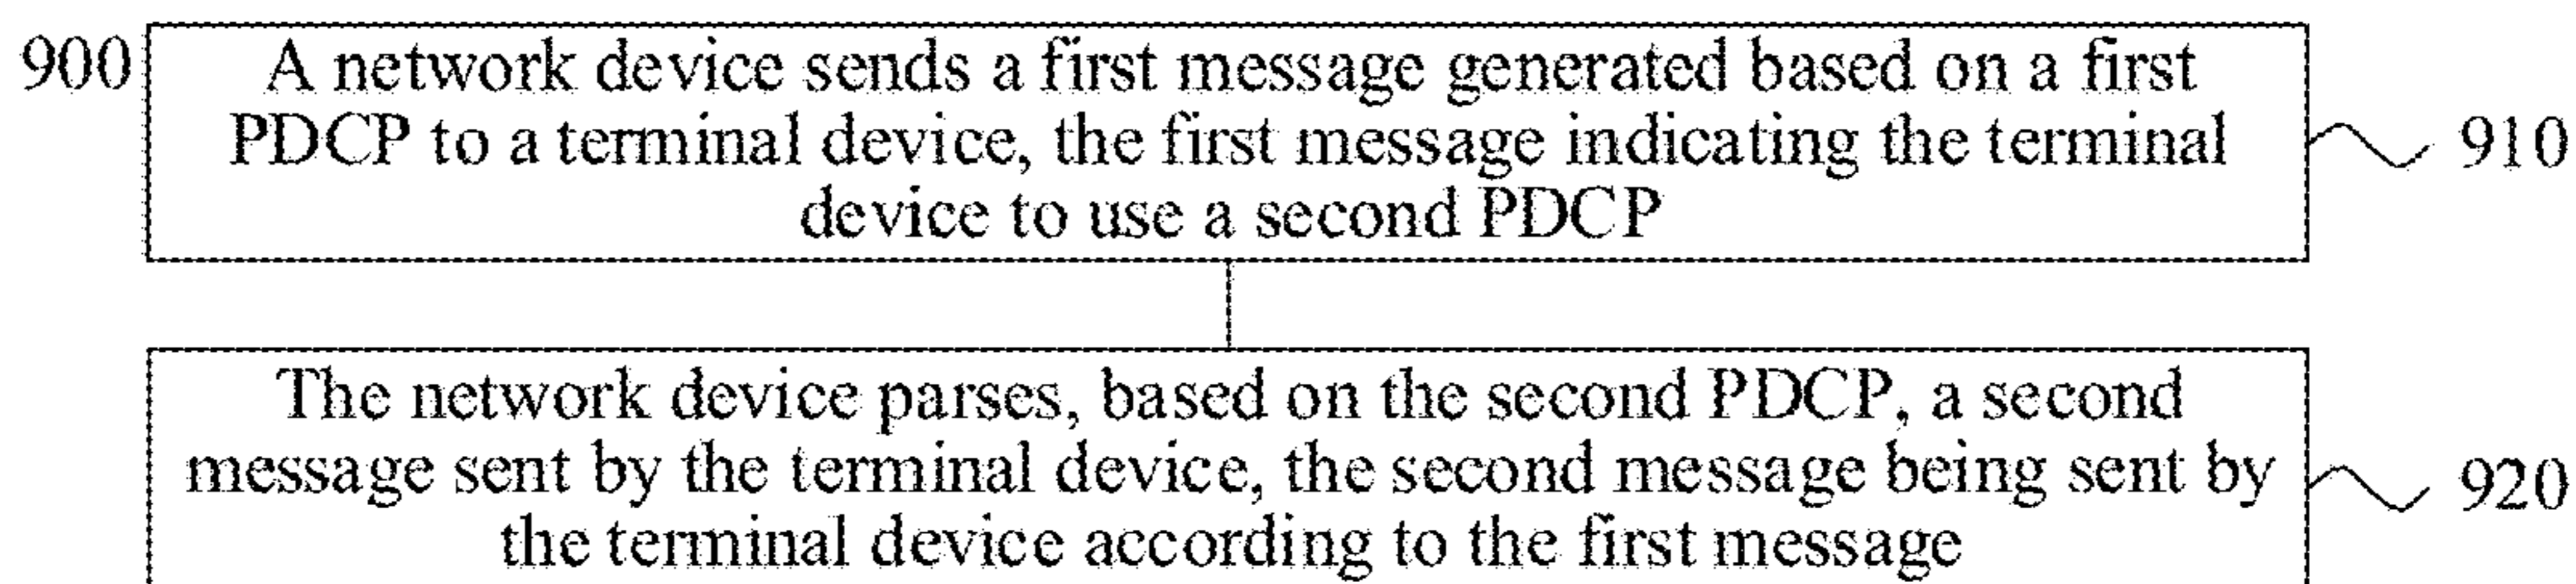 900
A network device sends a first message generated based on a first
PDCP to a terminal device, the first message indicating the terminal
device to use a second PDCP
910
The network device parses, based on the second PDCP, a second
message sent by the terminal device, the second message being sent by
the terminal device according to the first message
920